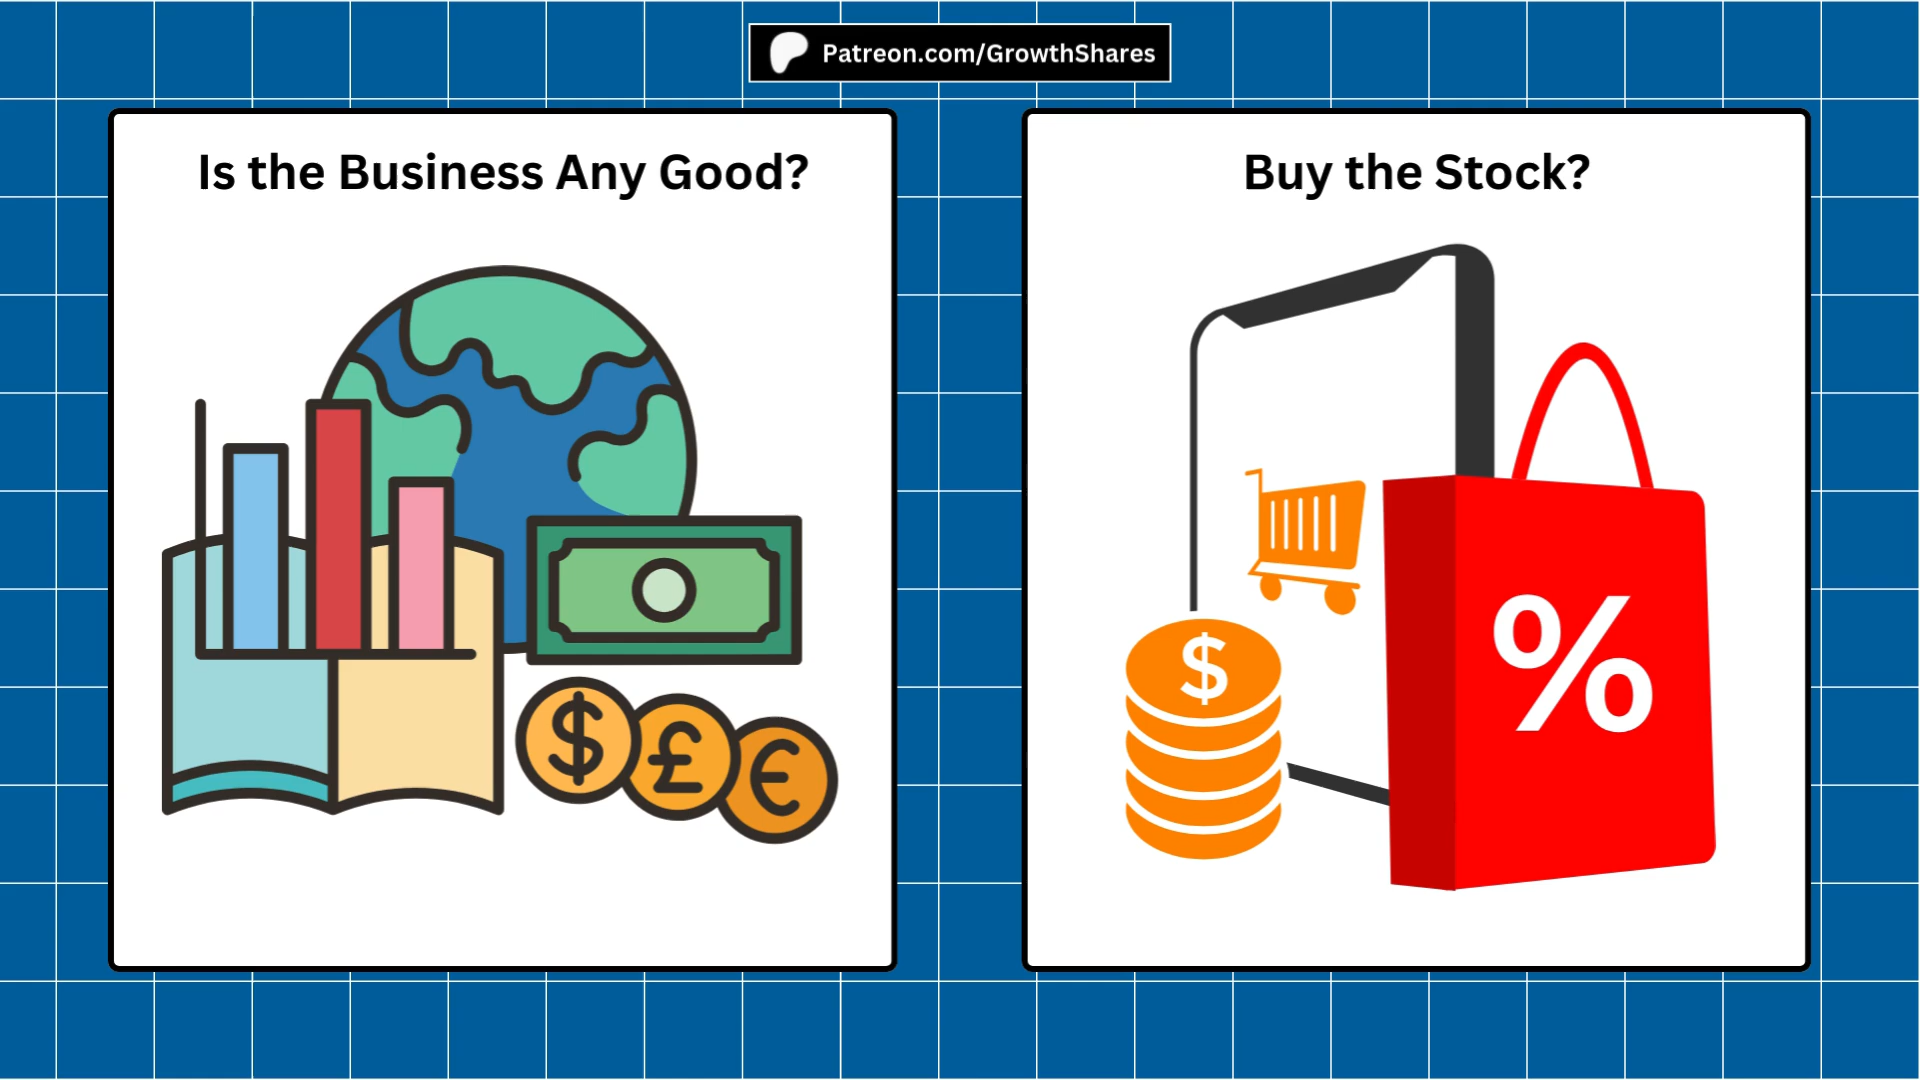 Patreon.com/GrowthShares
Is the Business Any Good?
Buy the Stock?
$
£
€
$
%